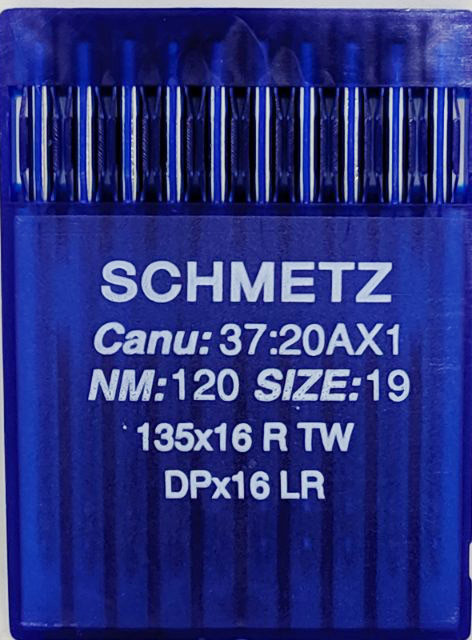 SCHMETZ
Canu: 37:20AX1
NM:120 SIZE:19
135x16 R TW
DPx16 LR